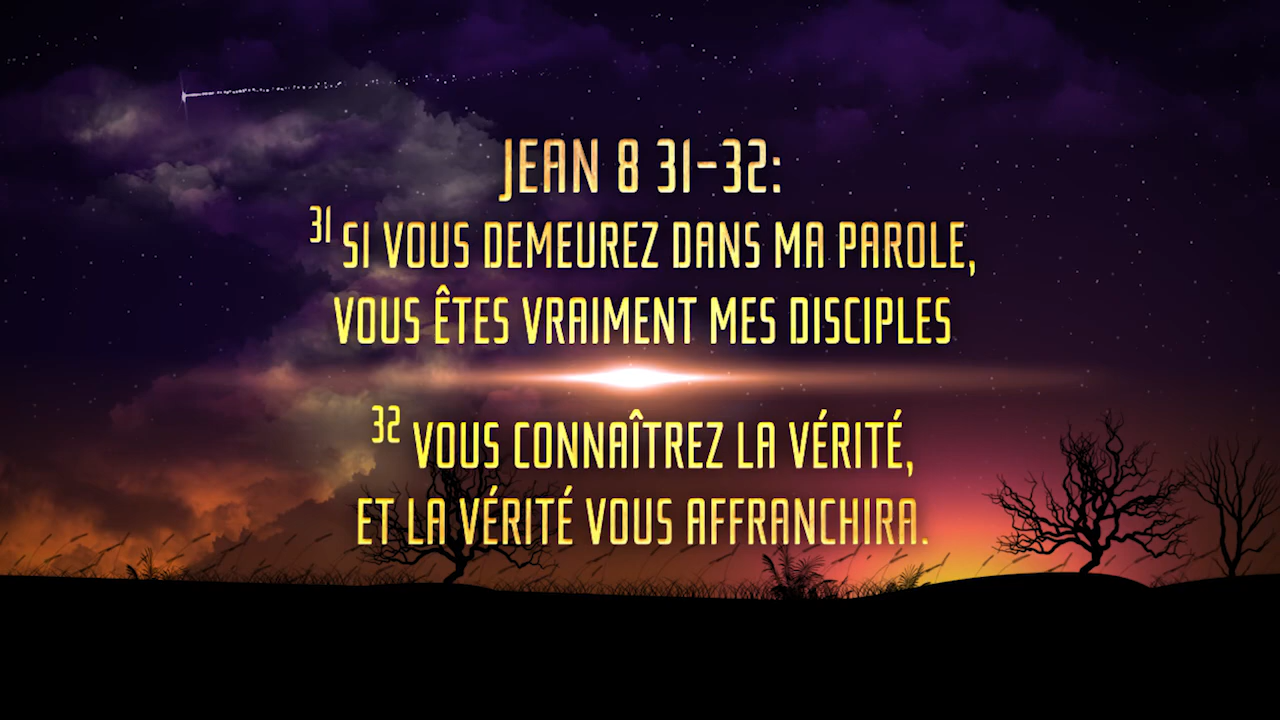 JEAN 8 31-32:
31 SI VOUS DEMEUREZ DANS MA PAROLE,
VOUS ÊTES VRAIMENT MES DISCIPLES
32 VOUS CONNAÎTREZ LA VÉRITÉ,
ET LA VÉRITÉ VOUS AFFRANCHIRA.